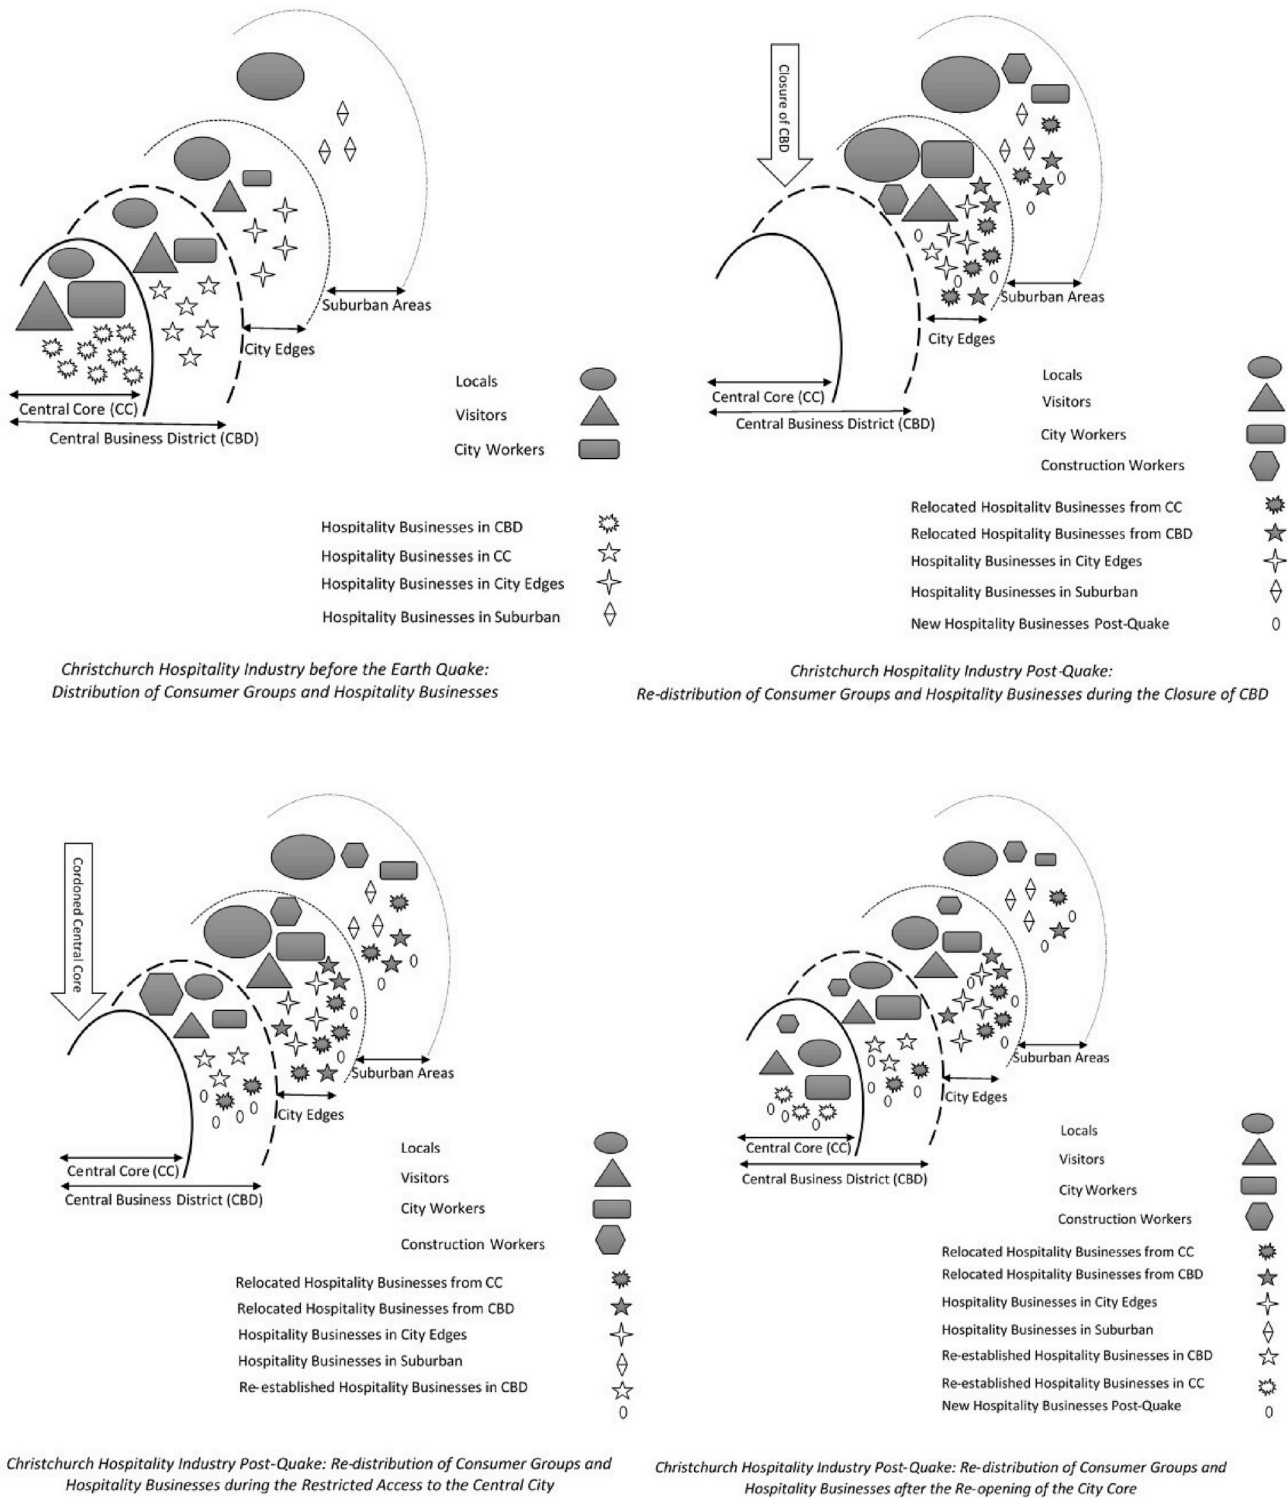 Suburban Areas
City Edges
Central Core (CC)
Central Business District (CBD)
Locals
Visitors
City Workers
Hospitality Businesses in CBD
Hospitality Businesses in CC
Hospitality Businesses in City Edges
Hospitality Businesses in Suburban
Christchurch Hospitality Industry before the Earth Quake:
Distribution of Consumer Groups and Hospitality Businesses
Closure of CBD
Suburban Areas
City Edges
Central Core (CC)
Central Business District (CBD)
Locals
Visitors
City Workers
Construction Workers
Relocated Hospitality Businesses from CC
Relocated Hospitality Businesses from CBD
Hospitality Businesses in City Edges
Hospitality Businesses in Suburban
New Hospitality Businesses Post-Quake
Christchurch Hospitality Industry Post-Quake:
Re-distribution of Consumer Groups and Hospitality Businesses during the Closure of CBD
Cordoned Central Core
Suburban Areas
City Edges
Central Core (CC)
Central Business District (CBD)
Locals
Visitors
City Workers
Construction Workers
Relocated Hospitality Businesses from CC
Relocated Hospitality Businesses from CBD
Hospitality Businesses in City Edges
Hospitality Businesses in Suburban
Re-established Hospitality Businesses in CBD
Christchurch Hospitality Industry Post-Quake: Re-distribution of Consumer Groups and
Hospitality Businesses during the Restricted Access to the Central City
Suburban Areas
City Edges
Central Core (CC)
Central Business District (CBD)
Locals
Visitors
City Workers
Construction Workers
Relocated Hospitality Businesses from CC
Relocated Hospitality Businesses from CBD
Hospitality Businesses in City Edges
Hospitality Businesses in Suburban
Re-established Hospitality Businesses in CBD
Re-established Hospitality Businesses in CC
New Hospitality Businesses Post-Quake
Christchurch Hospitality Industry Post-Quake: Re-distribution of Consumer Groups and
Hospitality Businesses after the Re-opening of the City Core